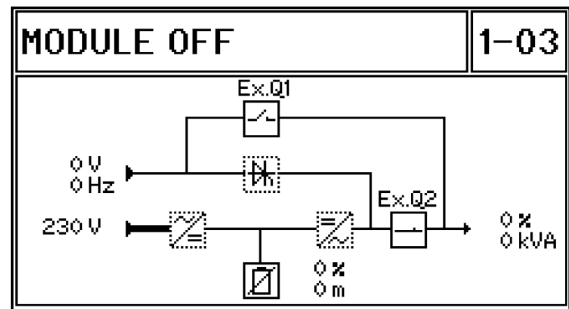 MODULE OFF
1-03
Ex.Q1
0 V
0 Hz
Ex.Q2
230 V
0 %
0 kVA
0 %
0 m